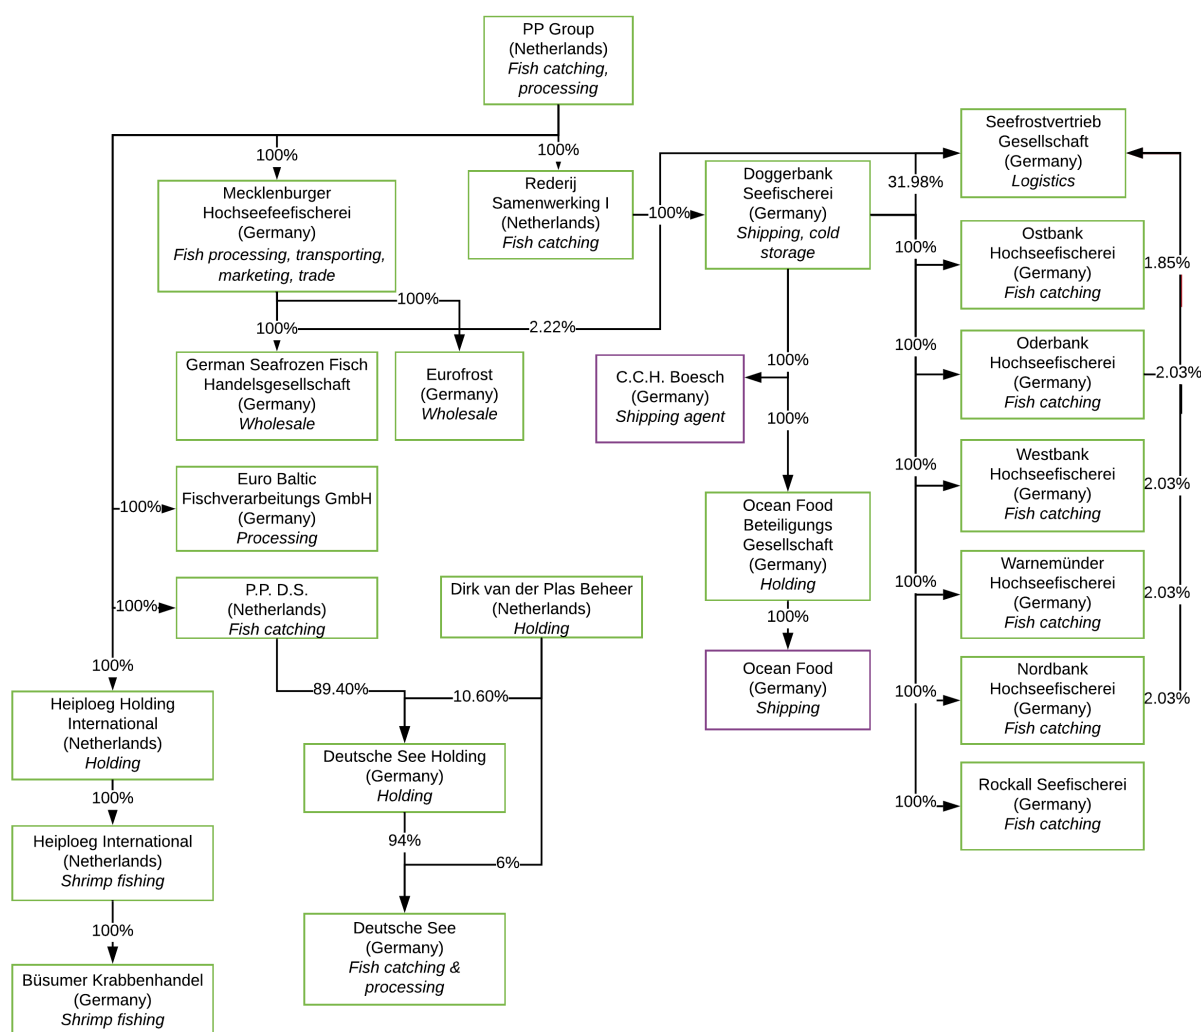 PP Group
(Netherlands)
Fish catching,
processing
100%
100%
Mecklenburger
Hochseefeefischerei
(Germany)
Fish processing, transporting,
marketing, trade
Rederij
Samenwerking I
(Netherlands)
Fish catching
100%
Doggerbank
Seefischerei
(Germany)
Shipping, cold
storage
31.98%
Seefrostvertrieb
Gesellschaft
(Germany)
Logistics
100%
Ostbank
Hochseefischerei
(Germany)
Fish catching
1.85%
100%
100%
2.22%
German Seafrozen Fisch
Handelsgesellschaft
(Germany)
Wholesale
Eurofrost
(Germany)
Wholesale
100%
C.C.H. Boesch
(Germany)
Shipping agent
100%
100%
Oderbank
Hochseefischerei
(Germany)
Fish catching
2.03%
100%
Westbank
Hochseefischerei
(Germany)
Fish catching
2.03%
100%
Euro Baltic
Fischverarbeitungs GmbH
(Germany)
Processing
Ocean Food
Beteiligungs
Gesellschaft
(Germany)
Holding
100%
Warnemünder
Hochseefischerei
(Germany)
Fish catching
2.03%
100%
P.P. D.S.
(Netherlands)
Fish catching
Dirk van der Plas Beheer
(Netherlands)
Holding
100%
Ocean Food
(Germany)
Shipping
100%
Nordbank
Hochseefischerei
(Germany)
Fish catching
2.03%
100%
89.40%
10.60%
Heiploeg Holding
International
(Netherlands)
Holding
Deutsche See Holding
(Germany)
Holding
100%
Rockall Seefischerei
(Germany)
Fish catching
100%
Heiploeg International
(Netherlands)
Shrimp fishing
94%
6%
100%
Deutsche See
(Germany)
Fish catching &
processing
Büsumer Krabbenhandel
(Germany)
Shrimp fishing